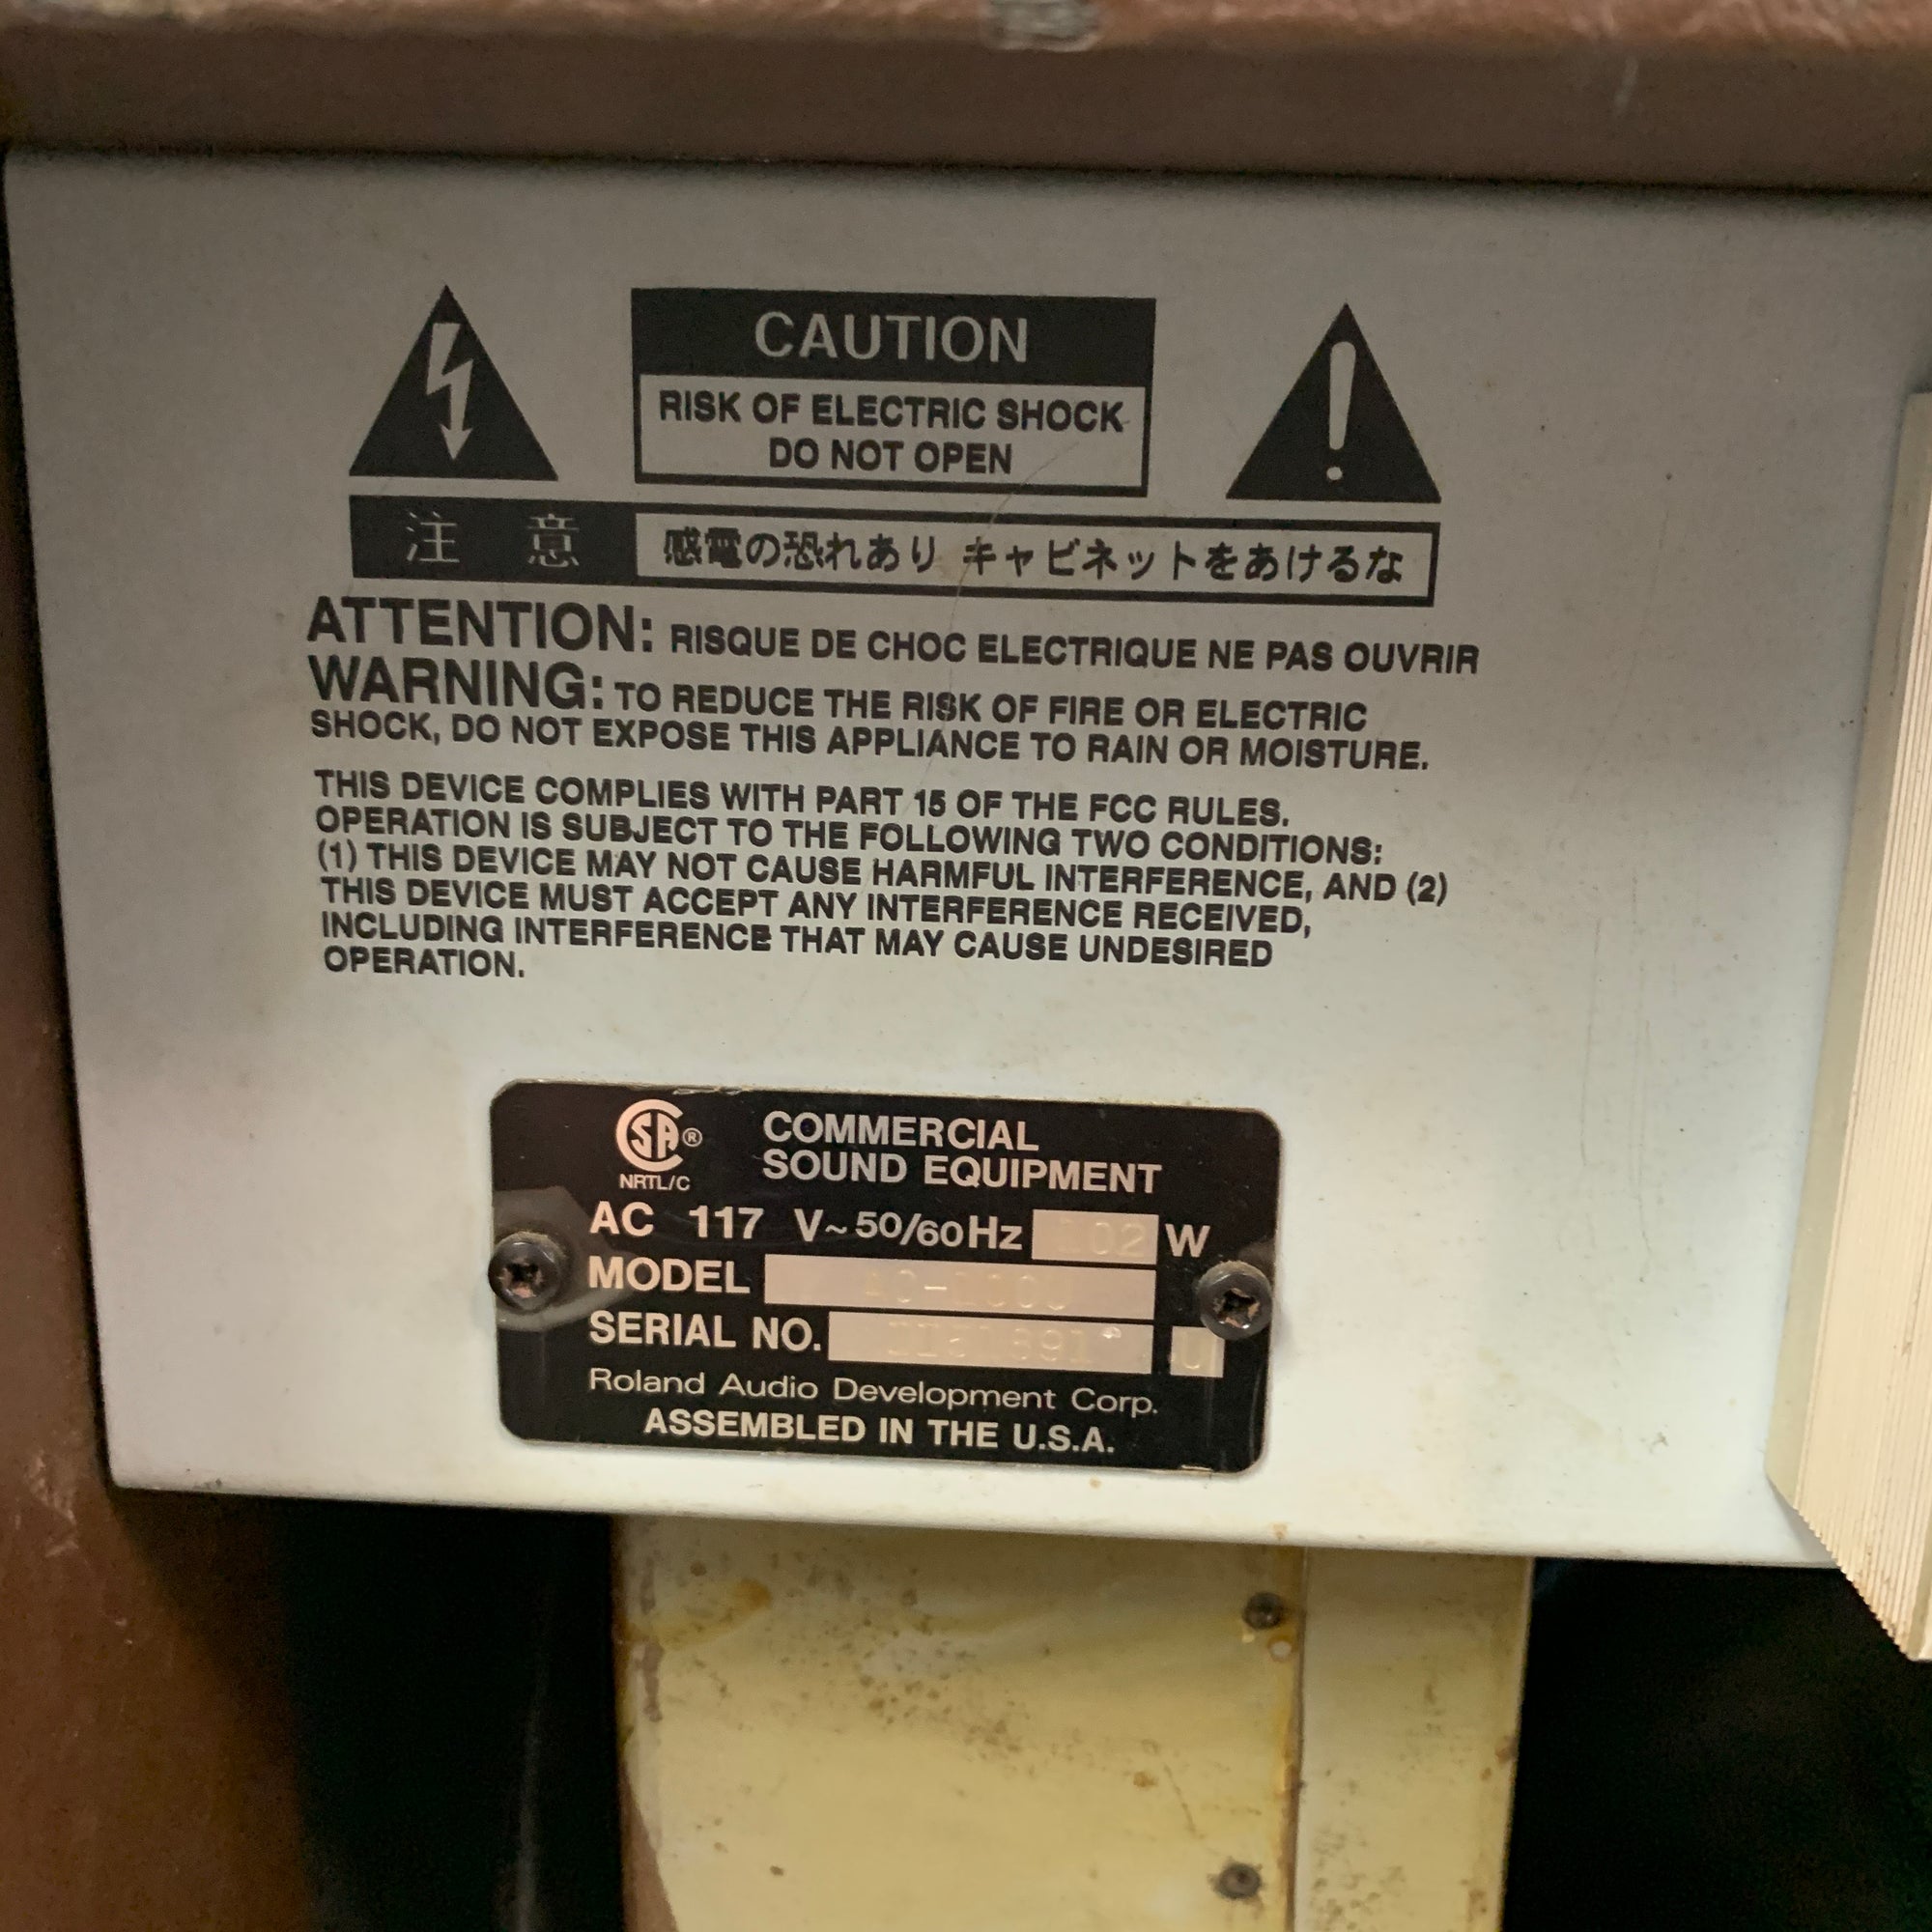 CAUTION
RISK OF ELECTRIC SHOCK
DO NOT OPEN
注 意 感電の恐れあり キャビネットをあけるな
ATTENTION: RISQUE DE CHOC ELECTRIQUE NE PAS OUVRIR
WARNING: TO REDUCE THE RISK OF FIRE OR ELECTRIC
SHOCK, DO NOT EXPOSE THIS APPLIANCE TO RAIN OR MOISTURE.
THIS DEVICE COMPLIES WITH PART 15 OF THE FCC RULES.
OPERATION IS SUBJECT TO THE FOLLOWING TWO CONDITIONS:
(1) THIS DEVICE MAY NOT CAUSE HARMFUL INTERFERENCE, AND (2)
THIS DEVICE MUST ACCEPT ANY INTERFERENCE RECEIVED,
INCLUDING INTERFERENCE THAT MAY CAUSE UNDESIRED
OPERATION.
SA® NRTL/C
COMMERCIAL
SOUND EQUIPMENT
AC 117 V~50/60Hz W
MODEL
SERIAL NO. U
Roland Audio Development Corp.
ASSEMBLED IN THE U.S.A.